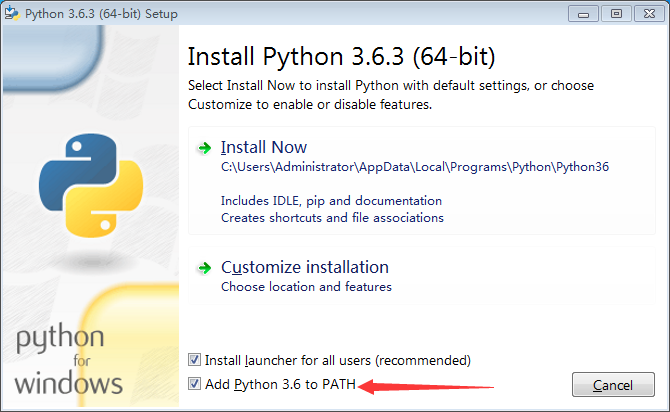 Python 3.6.3 (64-bit) Setup
Install Python 3.6.3 (64-bit)
Select Install Now to install Python with default settings, or choose
Customize to enable or disable features.
Install Now
C:\Users\Administrator\AppData\Local\Programs\Python\Python36
Includes IDLE, pip and documentation
Creates shortcuts and file associations
Customize installation
Choose location and features
Install launcher for all users (recommended)
Add Python 3.6 to PATH
Cancel
python
for
windows